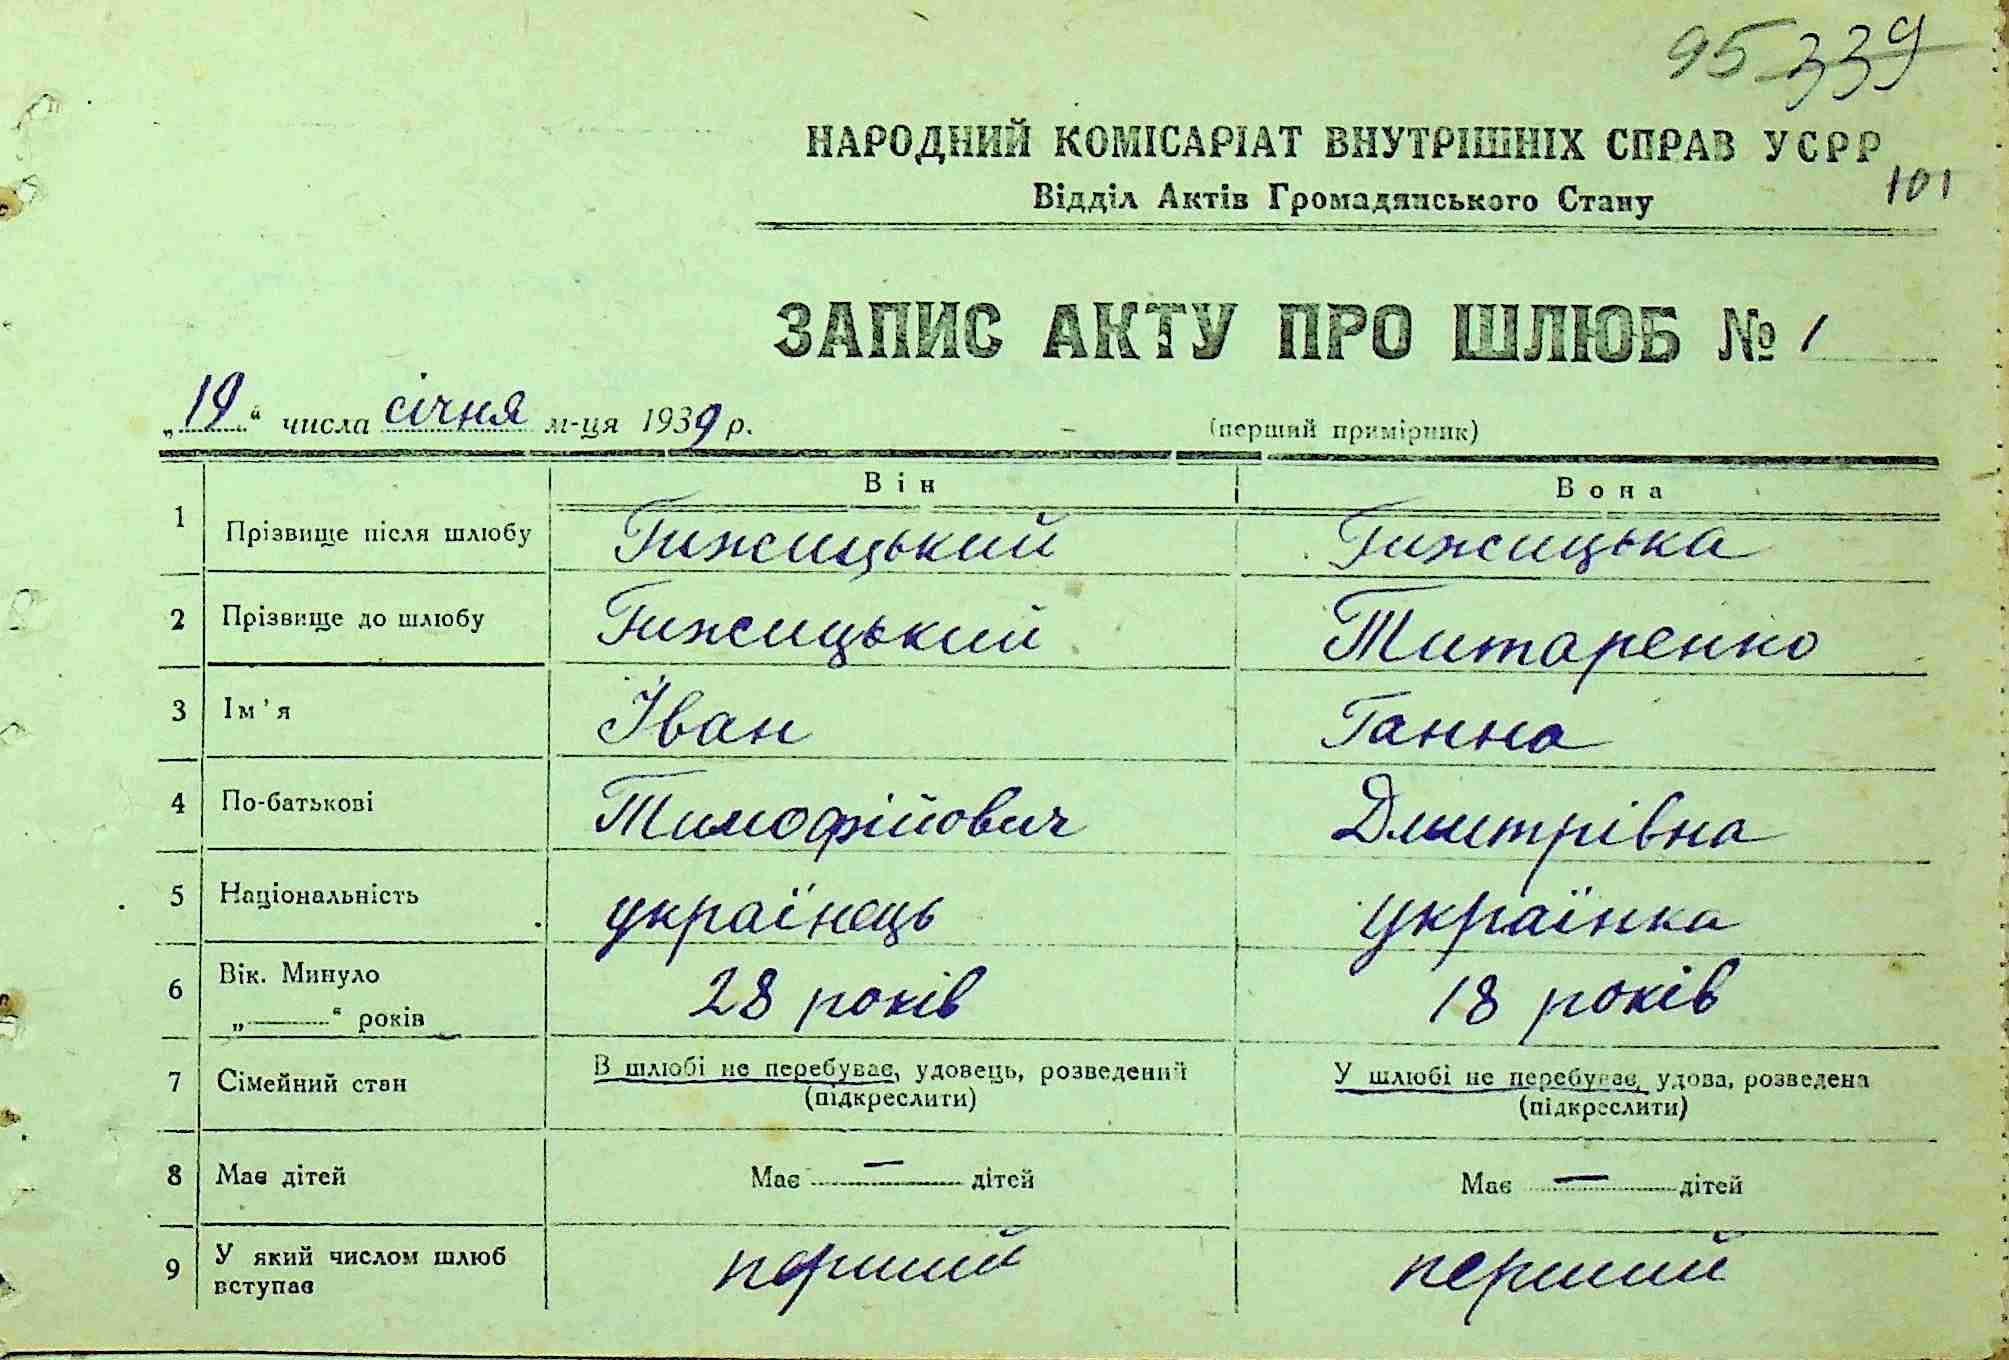 95 339
НАРОДНИЙ КОМІСАРІАТ ВНУТРІШНІХ СПРАВ УСРР
101
Відділ Актів Громадянського Стану
ЗАПИС АКТУ ПРО ШЛЮБ № 1
„19“ числа січня м-ця 1939 р. (перший примірник)
Він Вона
1 Прізвище після шлюбу Гижицький Гижицька
2 Прізвище до шлюбу Гижицький Титаренко
3 Ім'я Іван Ганна
4 По-батькові Тимофійович Дмитрівна
5 Національність українець українка
6 Вік. Минуло
„———“ років 28 років 18 років
7 Сімейний стан В шлюбі не перебуває, удовець, розведений У шлюбі не перебуває, удова, розведена
(підкреслити) (підкреслити)
8 Має дітей Має — дітей Має — дітей
9 У який числом шлюб
вступає перший перший